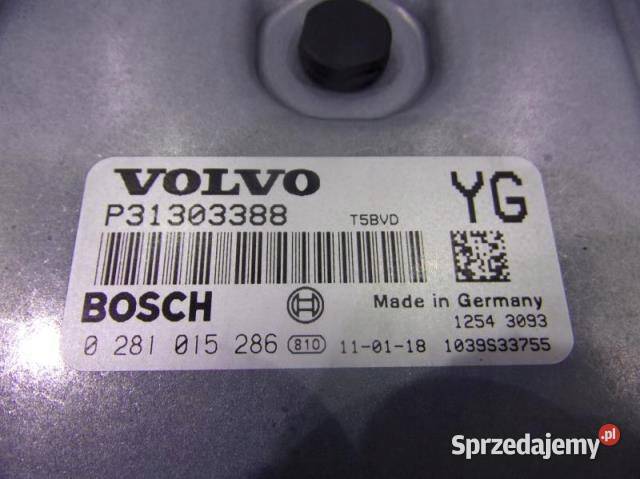 VOLVO
P31303388 T5BVD YG
BOSCH Made in Germany
1254 3093
0 281 015 286 810 11-01-18 1039S33755
Sprzedajemy.pl